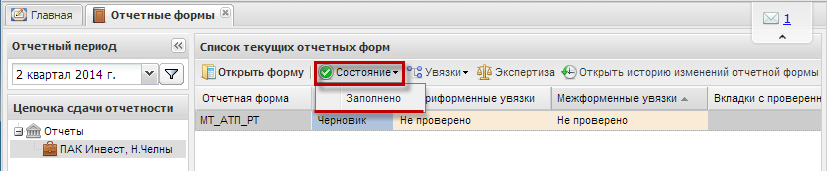 Главная
Отчетные формы
1
Отчетный период
2 квартал 2014 г.
Цепочка сдачи отчетности
Отчеты
ПАК Инвест, Н.Челны
Список текущих отчетных форм
Открыть форму Состояние Увязки Экспертиза Открыть историю изменений отчетной формы
Заполнено
Отчетная форма риформенные увязки Межформенные увязки Вкладки с проверенн
МТ_АТП_РТ Черновик Не проверено Не проверено